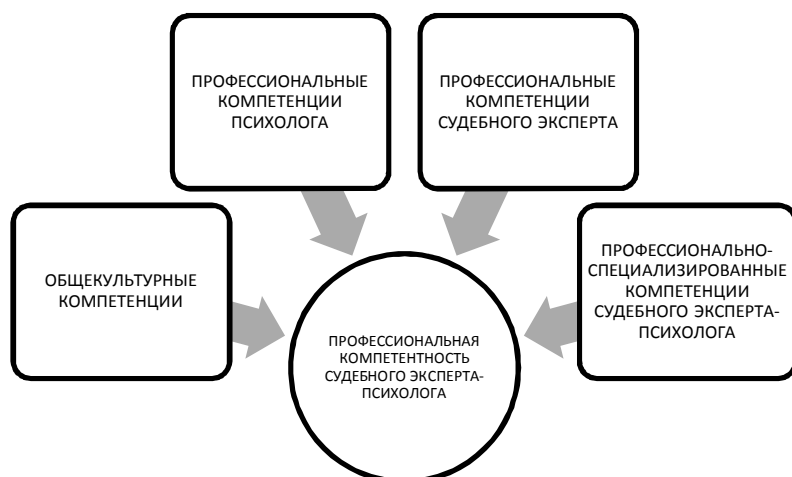 ПРОФЕССИОНАЛЬНЫЕ
КОМПЕТЕНЦИИ
ПСИХОЛОГА
ПРОФЕССИОНАЛЬНЫЕ
КОМПЕТЕНЦИИ
СУДЕБНОГО ЭКСПЕРТА
ОБЩЕКУЛЬТУРНЫЕ
КОМПЕТЕНЦИИ
ПРОФЕССИОНАЛЬНО-
СПЕЦИАЛИЗИРОВАННЫЕ
КОМПЕТЕНЦИИ
СУДЕБНОГО ЭКСПЕРТА-
ПСИХОЛОГА
ПРОФЕССИОНАЛЬНАЯ
КОМПЕТЕНТНОСТЬ
СУДЕБНОГО ЭКСПЕРТА-
ПСИХОЛОГА